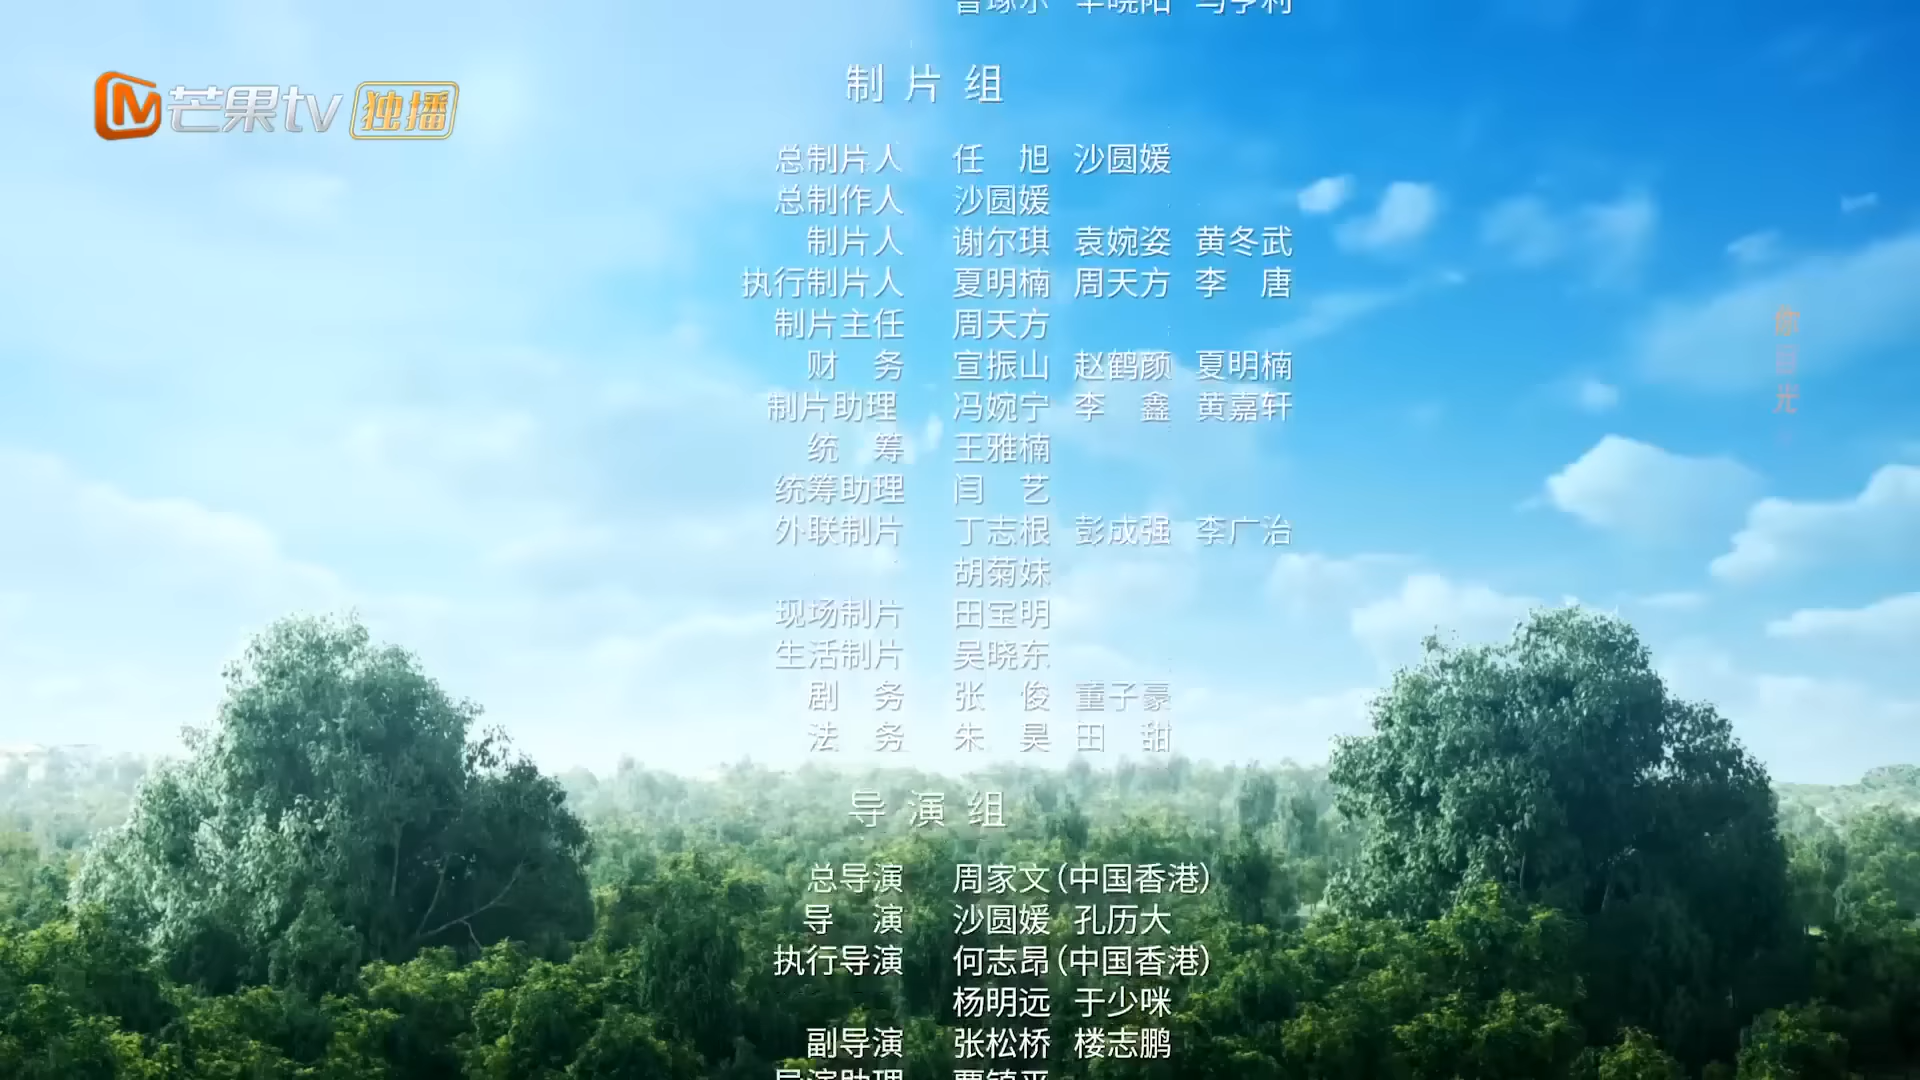 芒果tv 独播
制片组
总制片人 任 旭 沙圆媛
总制作人 沙圆媛
制片人 谢尔琪 袁婉姿 黄冬武
执行制片人 夏明楠 周天方 李 唐
制片主任 周天方
财 务 宣振山 赵鹤颜 夏明楠
制片助理 冯婉宁 李 鑫 黄嘉轩
统 筹 王雅楠
统筹助理 闫 艺
外联制片 丁志根 彭成强 李广治
胡菊妹
现场制片 田宝明
生活制片 吴晓东
剧 务 张 俊 董子豪
法 务 朱 昊 田 甜
导演组
总导演 周家文(中国香港)
导 演 沙圆媛 孔历大
执行导演 何志昂(中国香港)
杨明远 于少咪
副导演 张松桥 楼志鹏
你目光